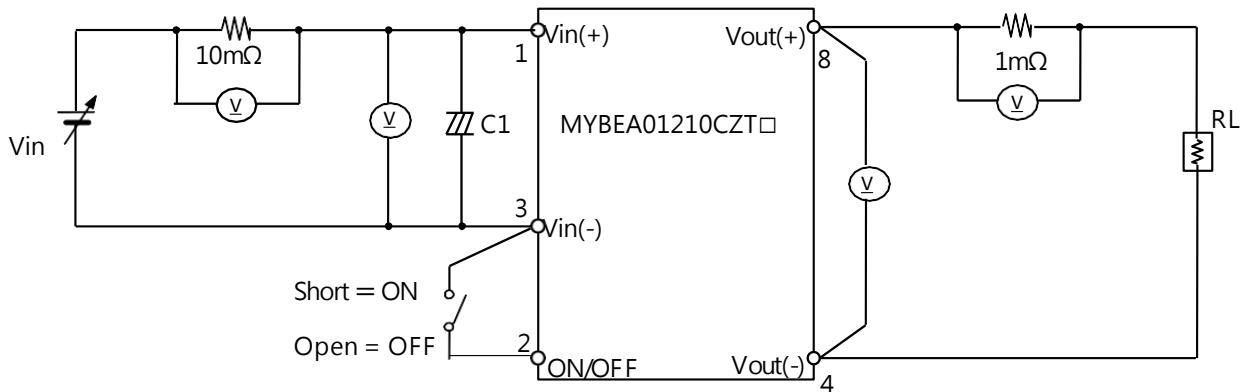 10mΩ
V
V
Vin
C1
1
Vin(+)
3
Vin(-)
MYBEA01210CZT□
Short = ON
Open = OFF
2
ON/OFF
Vout(+)
8
1mΩ
V
V
RL
Vout(-)
4